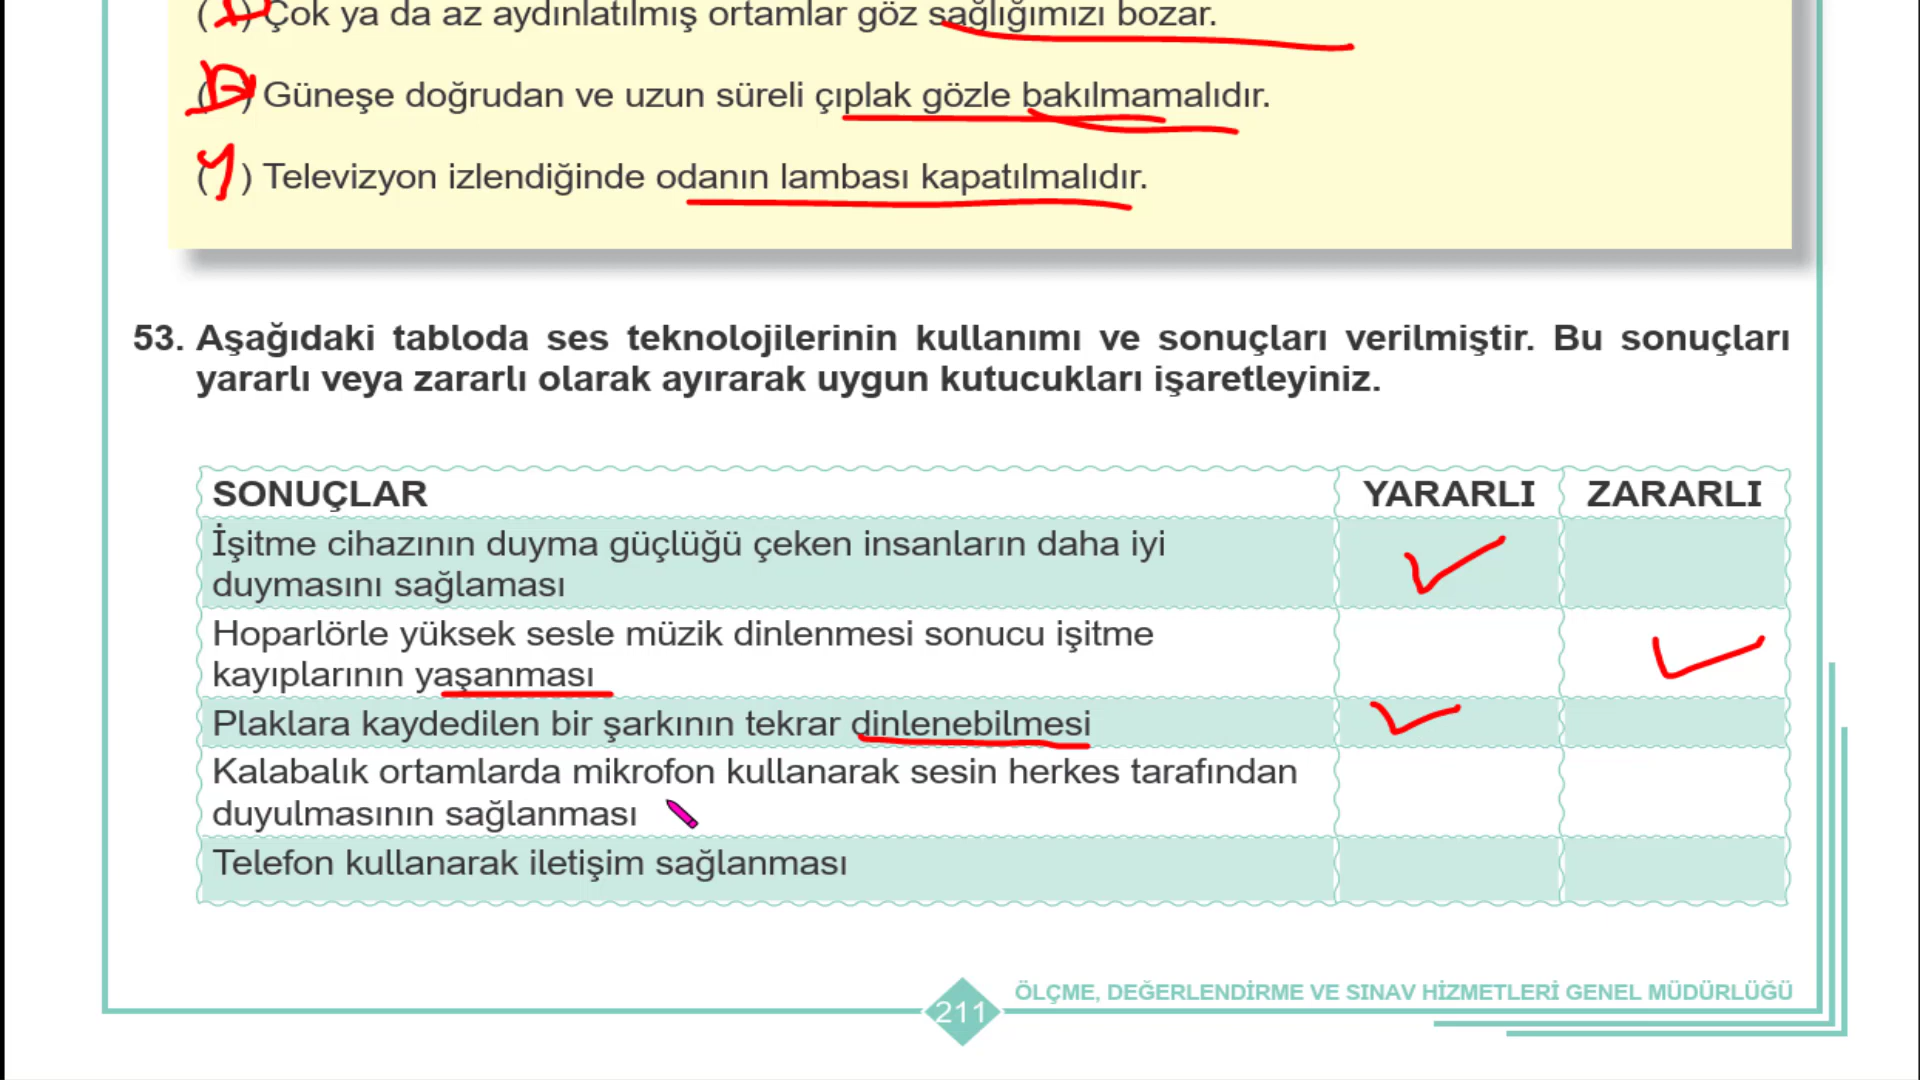 (D) Çok ya da az aydınlatılmış ortamlar göz sağlığımızı bozar.
(D) Güneşe doğrudan ve uzun süreli çıplak gözle bakılmamalıdır.
(Y) Televizyon izlendiğinde odanın lambası kapatılmalıdır.
53. Aşağıdaki tabloda ses teknolojilerinin kullanımı ve sonuçları verilmiştir. Bu sonuçları
yararlı veya zararlı olarak ayırarak uygun kutucukları işaretleyiniz.
SONUÇLAR YARARLI ZARARLI
İşitme cihazının duyma güçlüğü çeken insanların daha iyi
duymasını sağlaması
Hoparlörle yüksek sesle müzik dinlenmesi sonucu işitme
kayıplarının yaşanması
Plaklara kaydedilen bir şarkının tekrar dinlenebilmesi
Kalabalık ortamlarda mikrofon kullanarak sesin herkes tarafından
duyulmasının sağlanması
Telefon kullanarak iletişim sağlanması
ÖLÇME, DEĞERLENDİRME VE SINAV HİZMETLERİ GENEL MÜDÜRLÜĞÜ
211